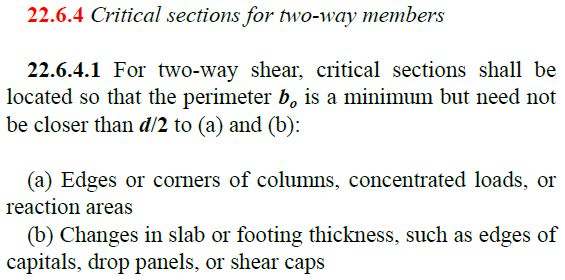 22.6.4 Critical sections for two-way members
22.6.4.1 For two-way shear, critical sections shall be
located so that the perimeter bo is a minimum but need not
be closer than d/2 to (a) and (b):
(a) Edges or corners of columns, concentrated loads, or
reaction areas
(b) Changes in slab or footing thickness, such as edges of
capitals, drop panels, or shear caps